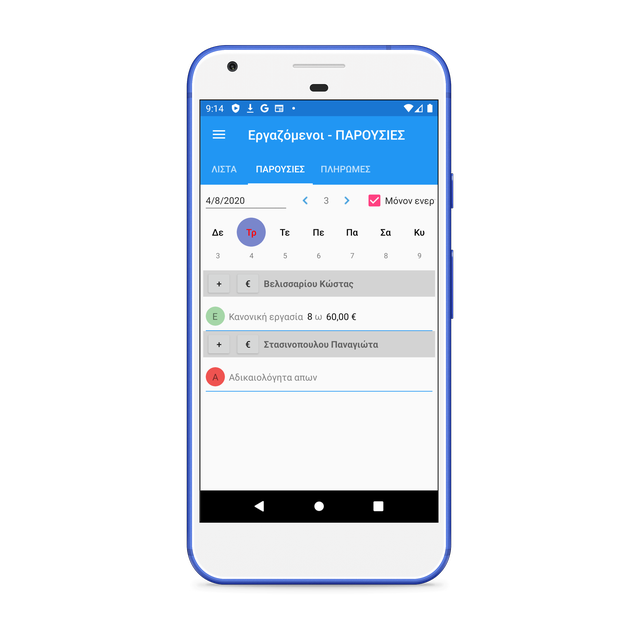 9:14
Εργαζόμενοι - ΠΑΡΟΥΣΙΕΣ
ΛΙΣΤΑ ΠΑΡΟΥΣΙΕΣ ΠΛΗΡΩΜΕΣ
4/8/2020 3 Μόνον ενερ
Δε Τρ Τε Πε Πα Σα Κυ
3 4 5 6 7 8 9
+ € Βελισσαρίου Κώστας
Ε Κανονική εργασία 8 ω 60,00 €
+ € Στασινοπουλου Παναγιώτα
Α Αδικαιολόγητα απων